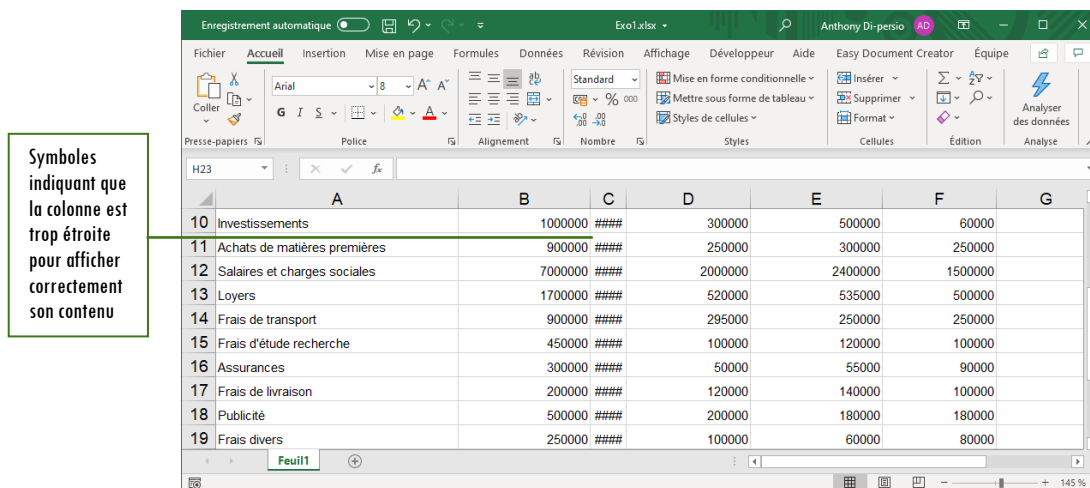 Enregistrement automatique
Exo1.xlsx
Anthony Di-persio AD
Fichier Accueil Insertion Mise en page Formules Données Révision Affichage Développeur Aide Easy Document Creator Équipe
Coller
Arial 8 A A
G I S A
ab
Standard
% 000
,00 ,00
Mise en forme conditionnelle
Mettre sous forme de tableau
Styles de cellules
Insérer
Supprimer
Format
Analyser
des données
Presse-papiers Police Alignement Nombre Styles Cellules Édition Analyse
H23 fx
A B C D E F G
10 Investissements 1000000 #### 300000 500000 60000
11 Achats de matières premières 900000 #### 250000 300000 250000
12 Salaires et charges sociales 7000000 #### 2000000 2400000 1500000
13 Loyers 1700000 #### 520000 535000 500000
14 Frais de transport 900000 #### 295000 250000 250000
15 Frais d'étude recherche 450000 #### 100000 120000 100000
16 Assurances 300000 #### 50000 55000 90000
17 Frais de livraison 200000 #### 120000 140000 100000
18 Publicité 500000 #### 200000 180000 180000
19 Frais divers 250000 #### 100000 60000 80000
Feuil1
145 %
Symboles
indiquant que
la colonne est
trop étroite
pour afficher
correctement
son contenu